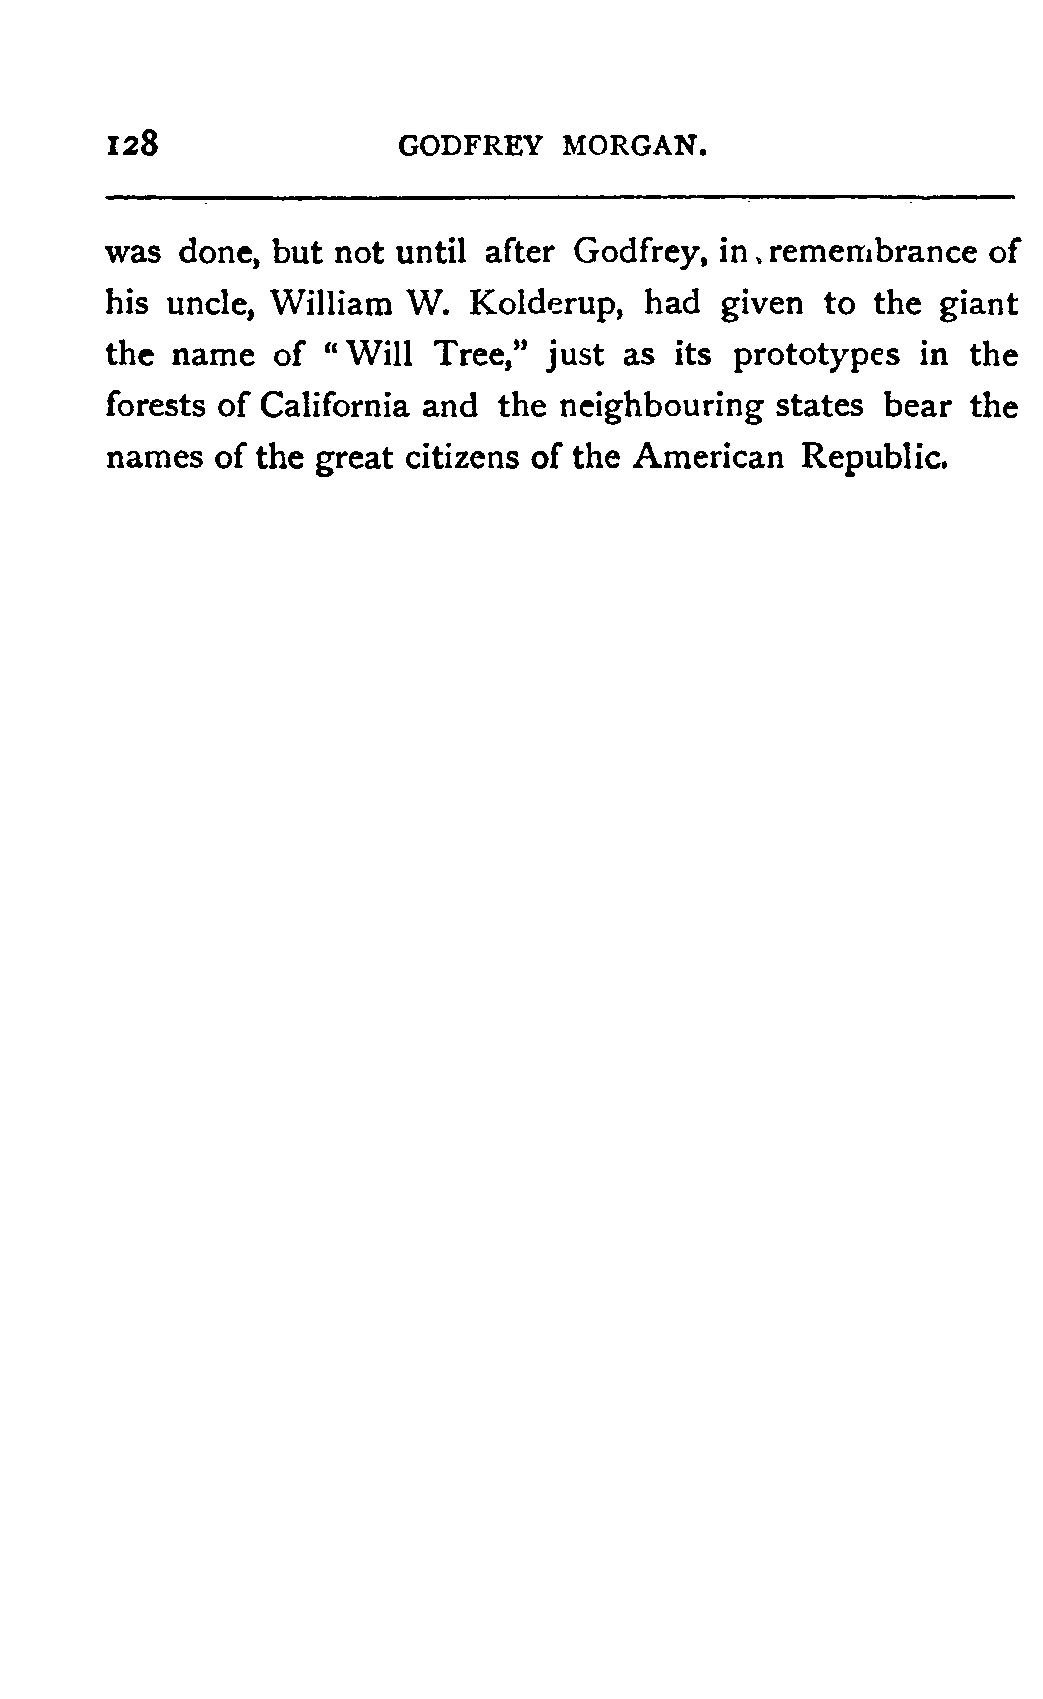 128 GODFREY MORGAN.
was done, but not until after Godfrey, in remembrance of
his uncle, William W. Kolderup, had given to the giant
the name of “Will Tree,” just as its prototypes in the
forests of California and the neighbouring states bear the
names of the great citizens of the American Republic.